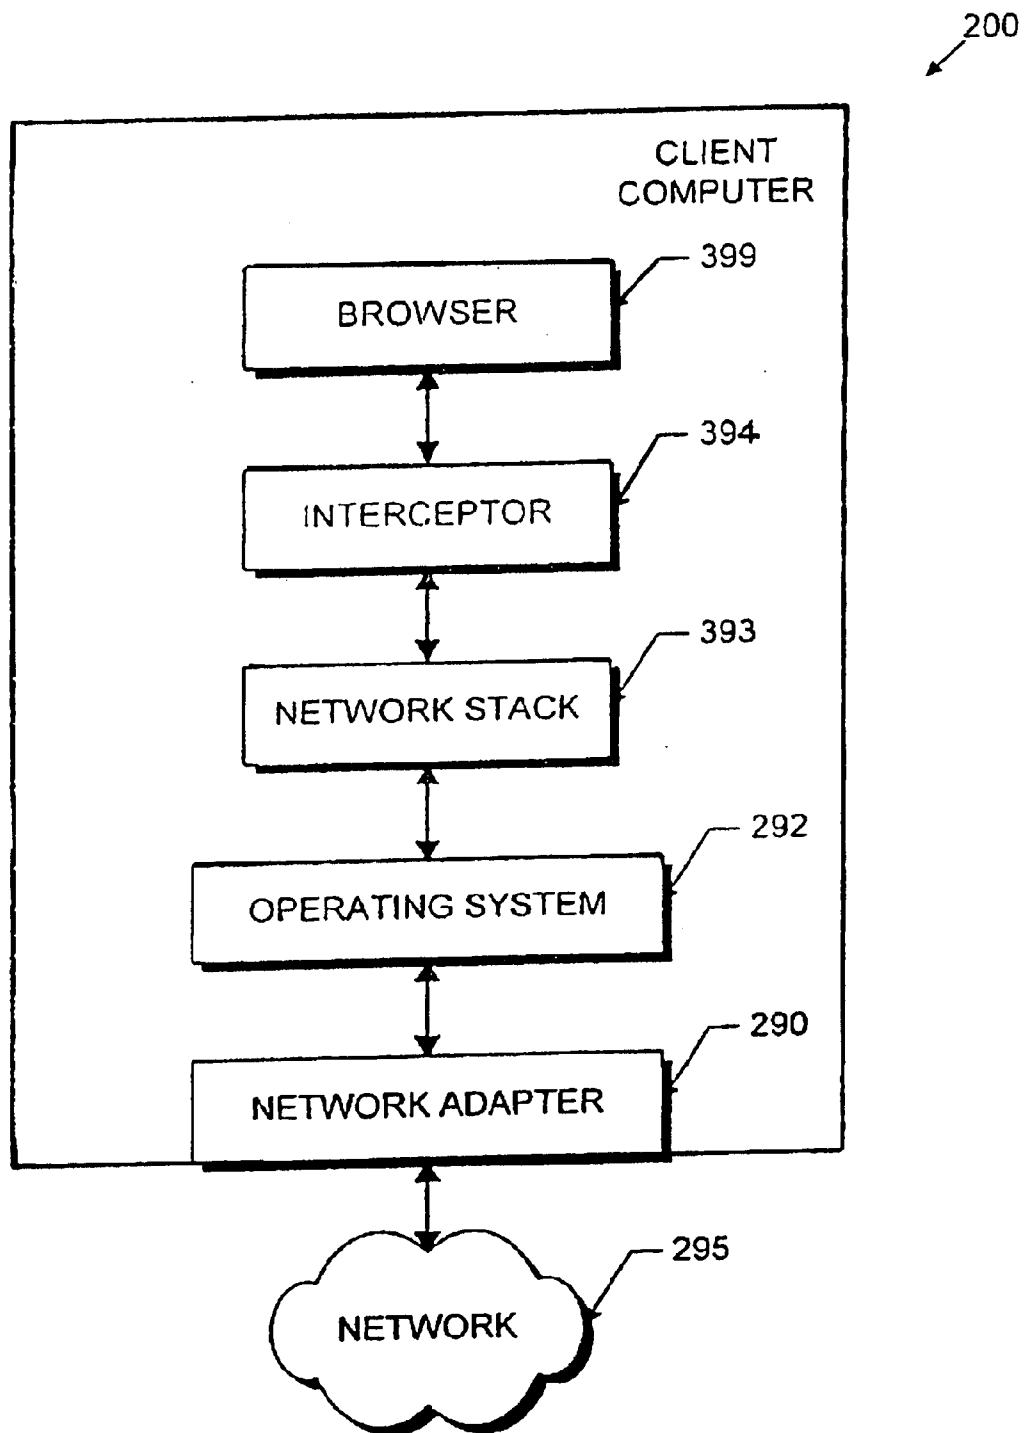 200
CLIENT
COMPUTER
399
BROWSER
394
INTERCEPTOR
393
NETWORK STACK
292
OPERATING SYSTEM
290
NETWORK ADAPTER
295
NETWORK